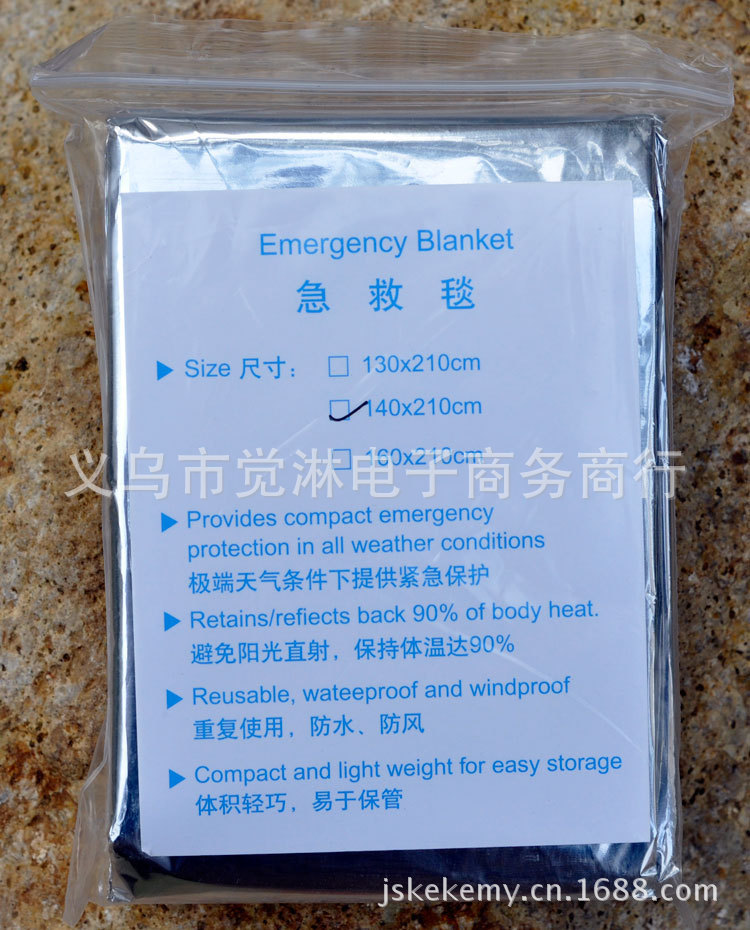 Emergency Blanket
急 救 毯
▶ Size 尺寸： □ 130x210cm
☑ 140x210cm
□ 160x210cm
义乌市觉淋电子商务商行
▶ Provides compact emergency
protection in all weather conditions
极端天气条件下提供紧急保护
▶ Retains/refiects back 90% of body heat.
避免阳光直射，保持体温达90%
▶ Reusable, wateeproof and windproof
重复使用，防水、防风
▶ Compact and light weight for easy storage
体积轻巧，易于保管
jskekemy.cn.1688.com